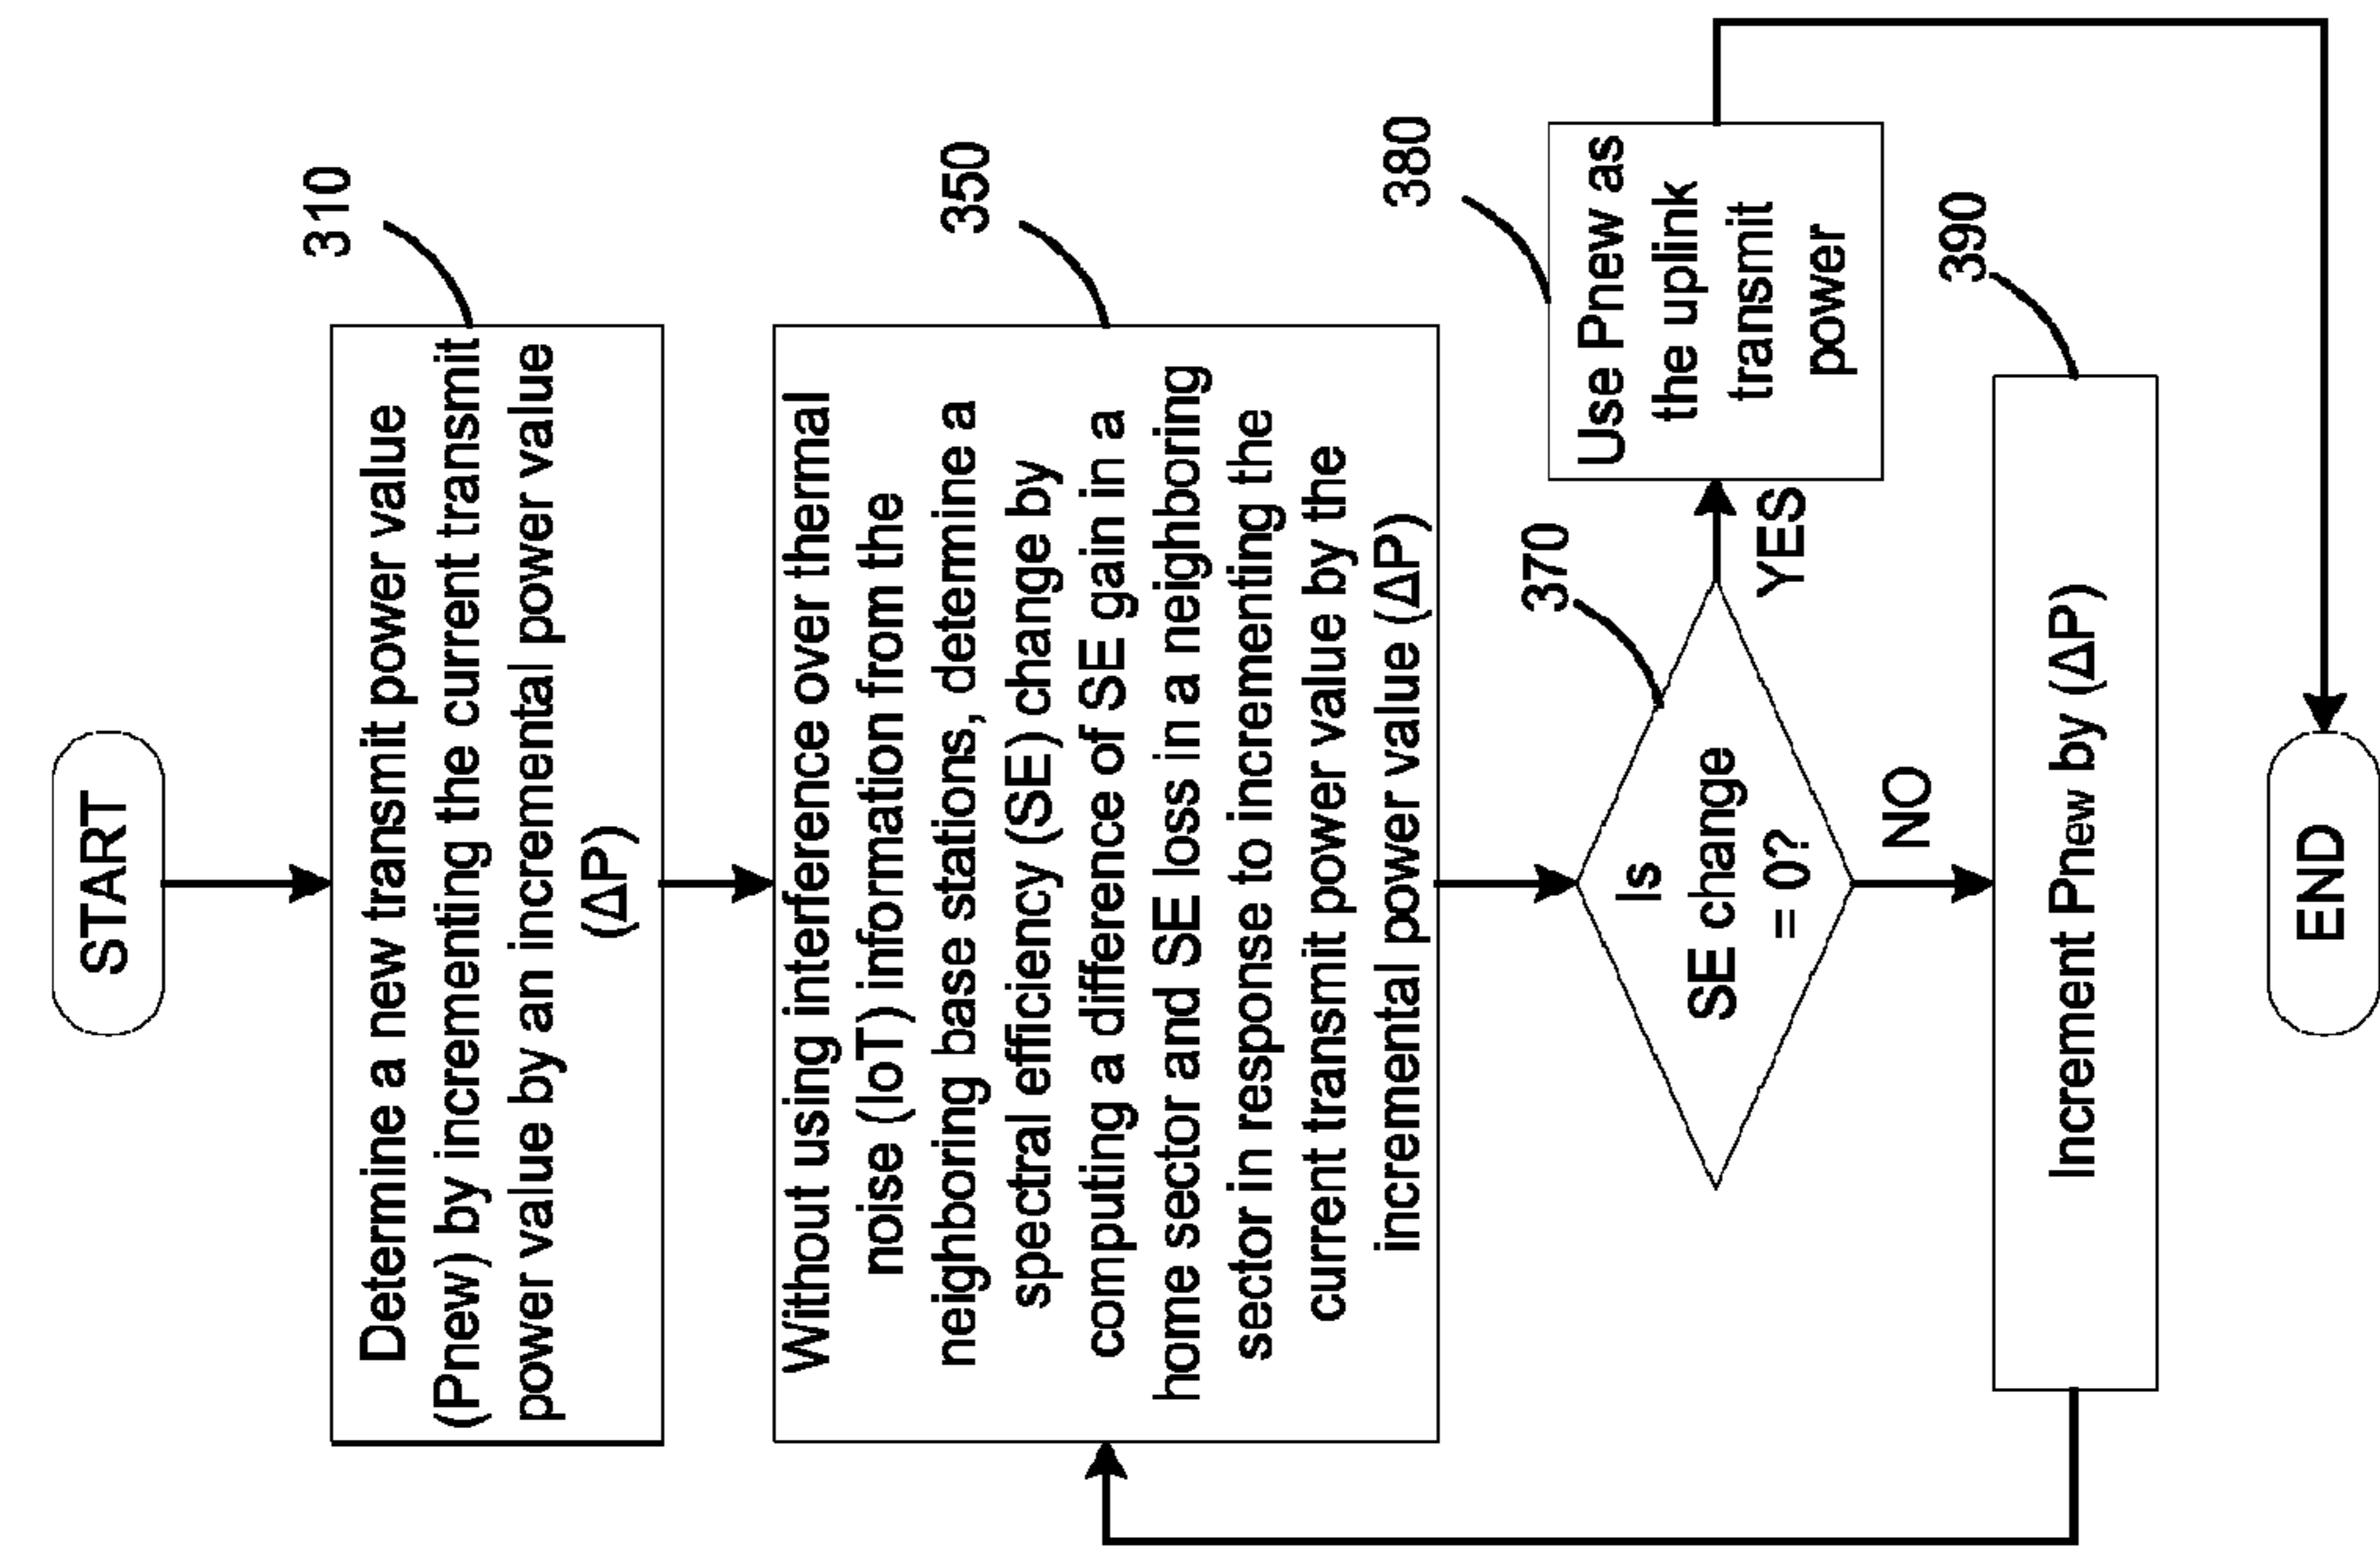 START
310
Determine a new transmit power value
(Pnew) by incrementing the current transmit
power value by an incremental power value
(ΔP)
350
Without using interference over thermal
noise (IoT) information from the
neighboring base stations, determine a
spectral efficiency (SE) change by
computing a difference of SE gain in a
home sector and SE loss in a neighboring
sector in response to incrementing the
current transmit power value by the
incremental power value (ΔP)
370
Is
SE change
= 0?
YES
380
Use Pnew as
the uplink
transmit
power
NO
390
Increment Pnew by (ΔP)
END